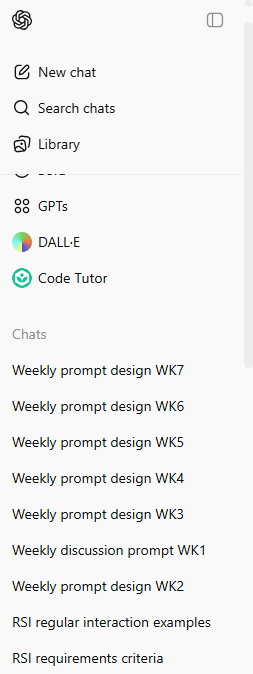 New chat
Search chats
Library
GPTs
DALL·E
Code Tutor
Chats
Weekly prompt design WK7
Weekly prompt design WK6
Weekly prompt design WK5
Weekly prompt design WK4
Weekly prompt design WK3
Weekly discussion prompt WK1
Weekly prompt design WK2
RSI regular interaction examples
RSI requirements criteria